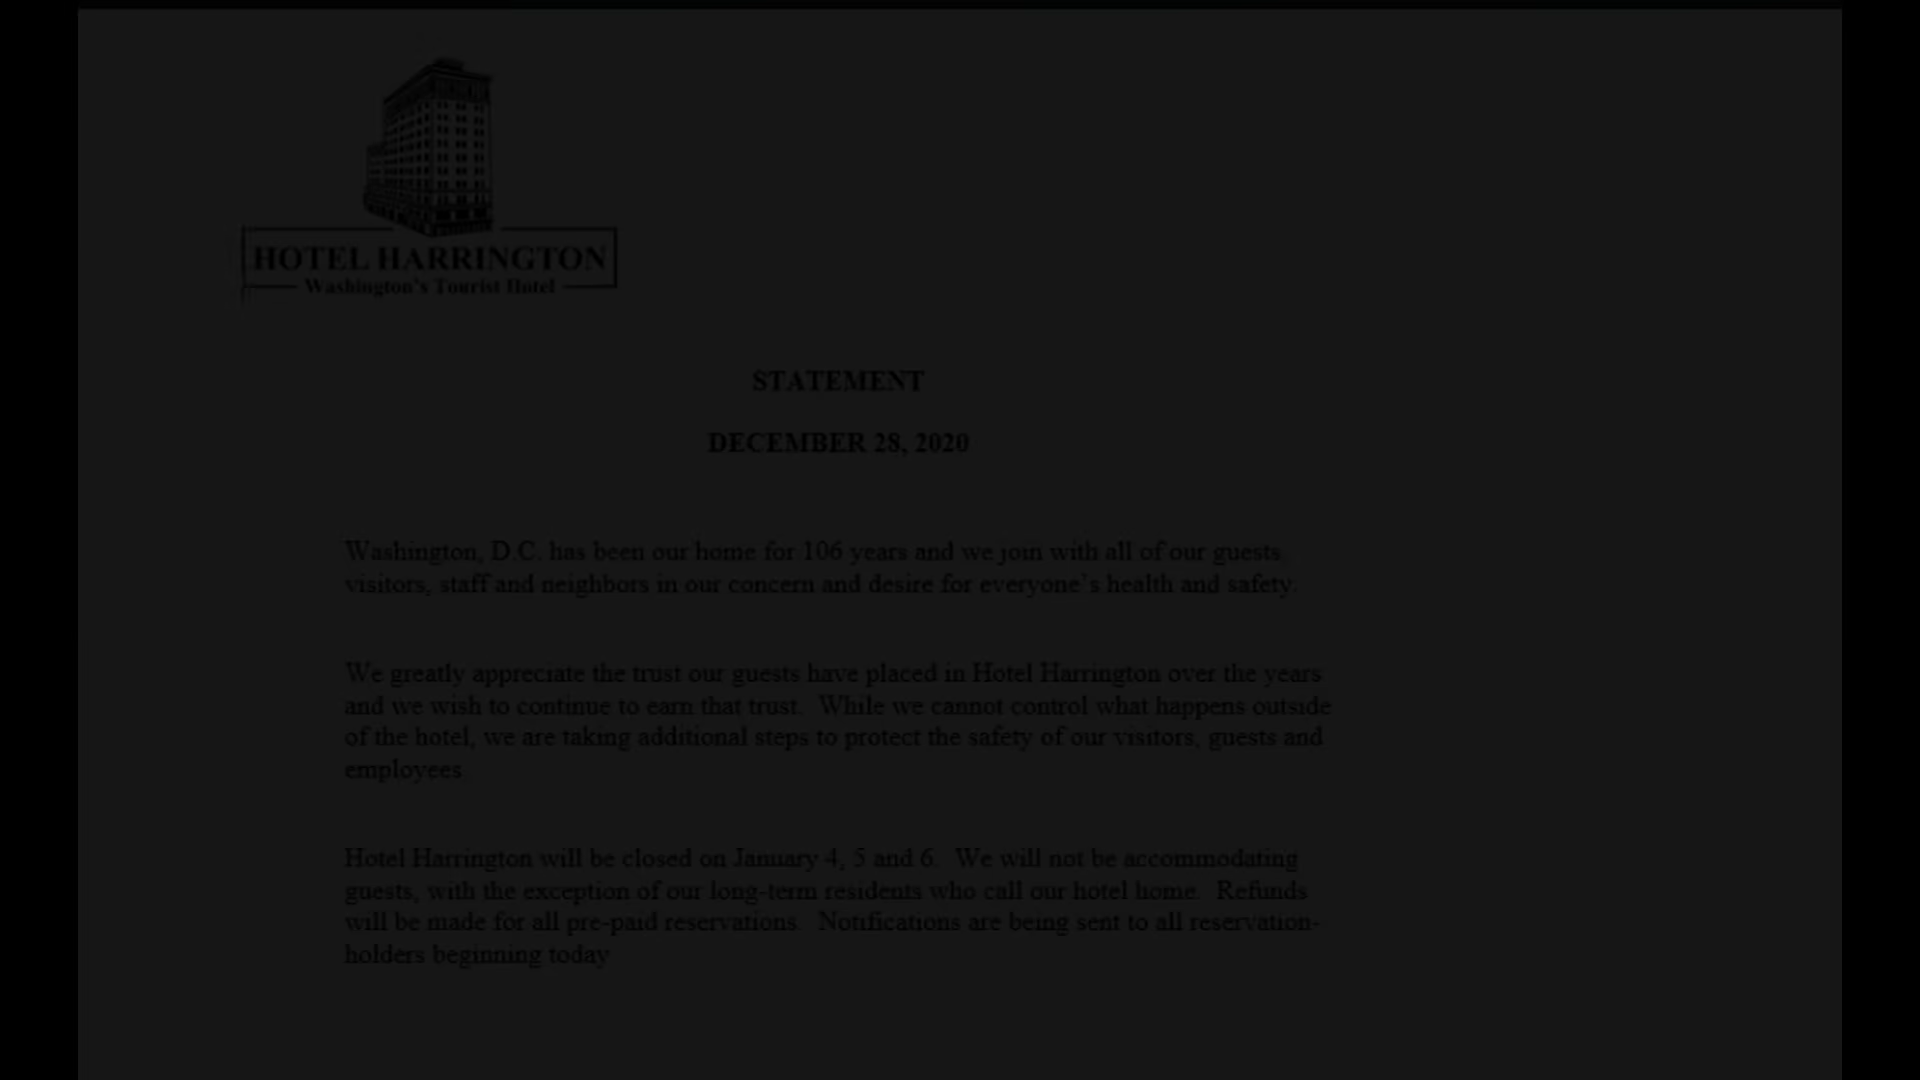 HOTEL HARRINGTON
Washington's Tourist Hotel
STATEMENT
DECEMBER 28, 2020
Washington, D.C. has been our home for 106 years and we join with all of our guests,
visitors, staff and neighbors in our concern and desire for everyone's health and safety.
We greatly appreciate the trust our guests have placed in Hotel Harrington over the years
and we wish to continue to earn that trust.  While we cannot control what happens outside
of the hotel, we are taking additional steps to protect the safety of our visitors, guests and
employees.
Hotel Harrington will be closed on January 4, 5 and 6.  We will not be accommodating
guests, with the exception of our long-term residents who call our hotel home.  Refunds
will be made for all pre-paid reservations.  Notifications are being sent to all reservation-
holders beginning today.